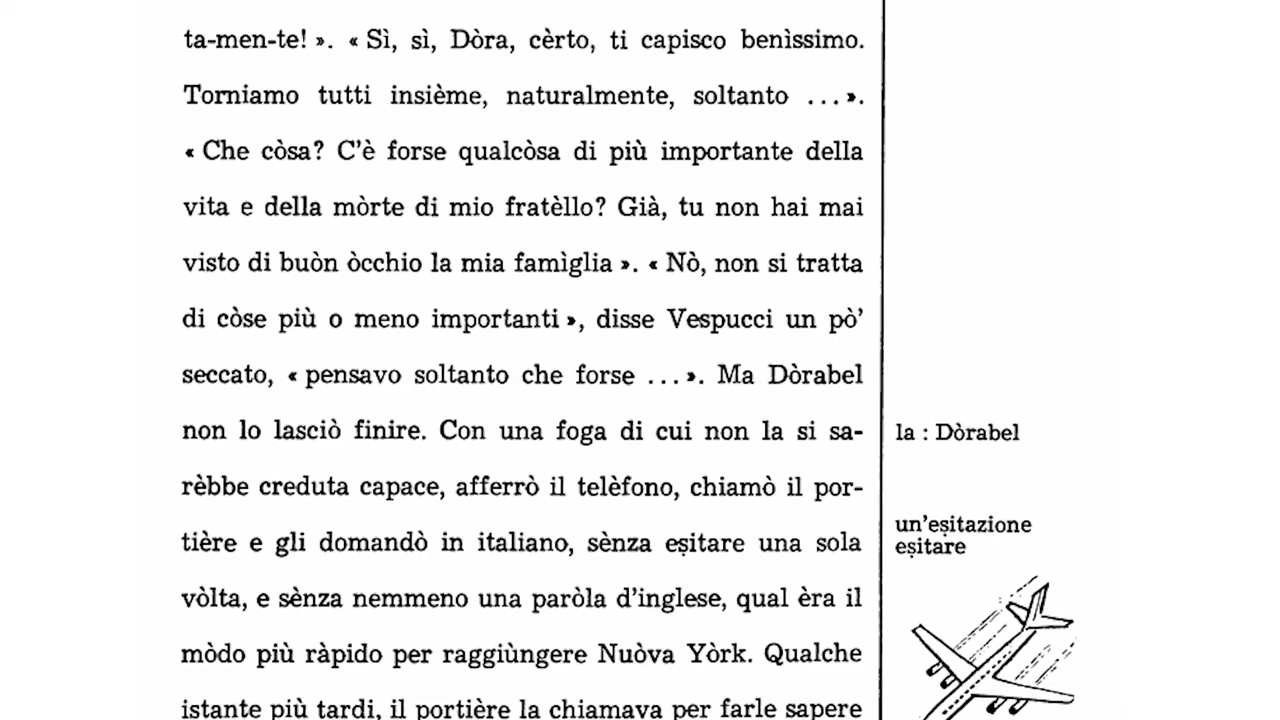 ta-men-te! ». « Sì, sì, Dòra, cèrto, ti capisco benìssimo.
Torniamo tutti insième, naturalmente, soltanto ... ».
« Che còsa? C'è forse qualcòsa di più importante della
vita e della mòrte di mio fratèllo? Già, tu non hai mai
visto di buòn òcchio la mia famìglia ». « Nò, non si tratta
di còse più o meno importanti », disse Vespucci un pò'
seccato, « pensavo soltanto che forse ... ». Ma Dòrabel
non lo lasciò finire. Con una foga di cui non la si sa-
rèbbe creduta capace, afferrò il telèfono, chiamò il por-
tière e gli domandò in italiano, sènza eṣitare una sola
vòlta, e sènza nemmeno una paròla d'inglese, qual èra il
mòdo più ràpido per raggiùngere Nuòva Yòrk. Qualche
istante più tardi, il portière la chiamava per farle sapere
la : Dòrabel
un'eṣitazione
eṣitare